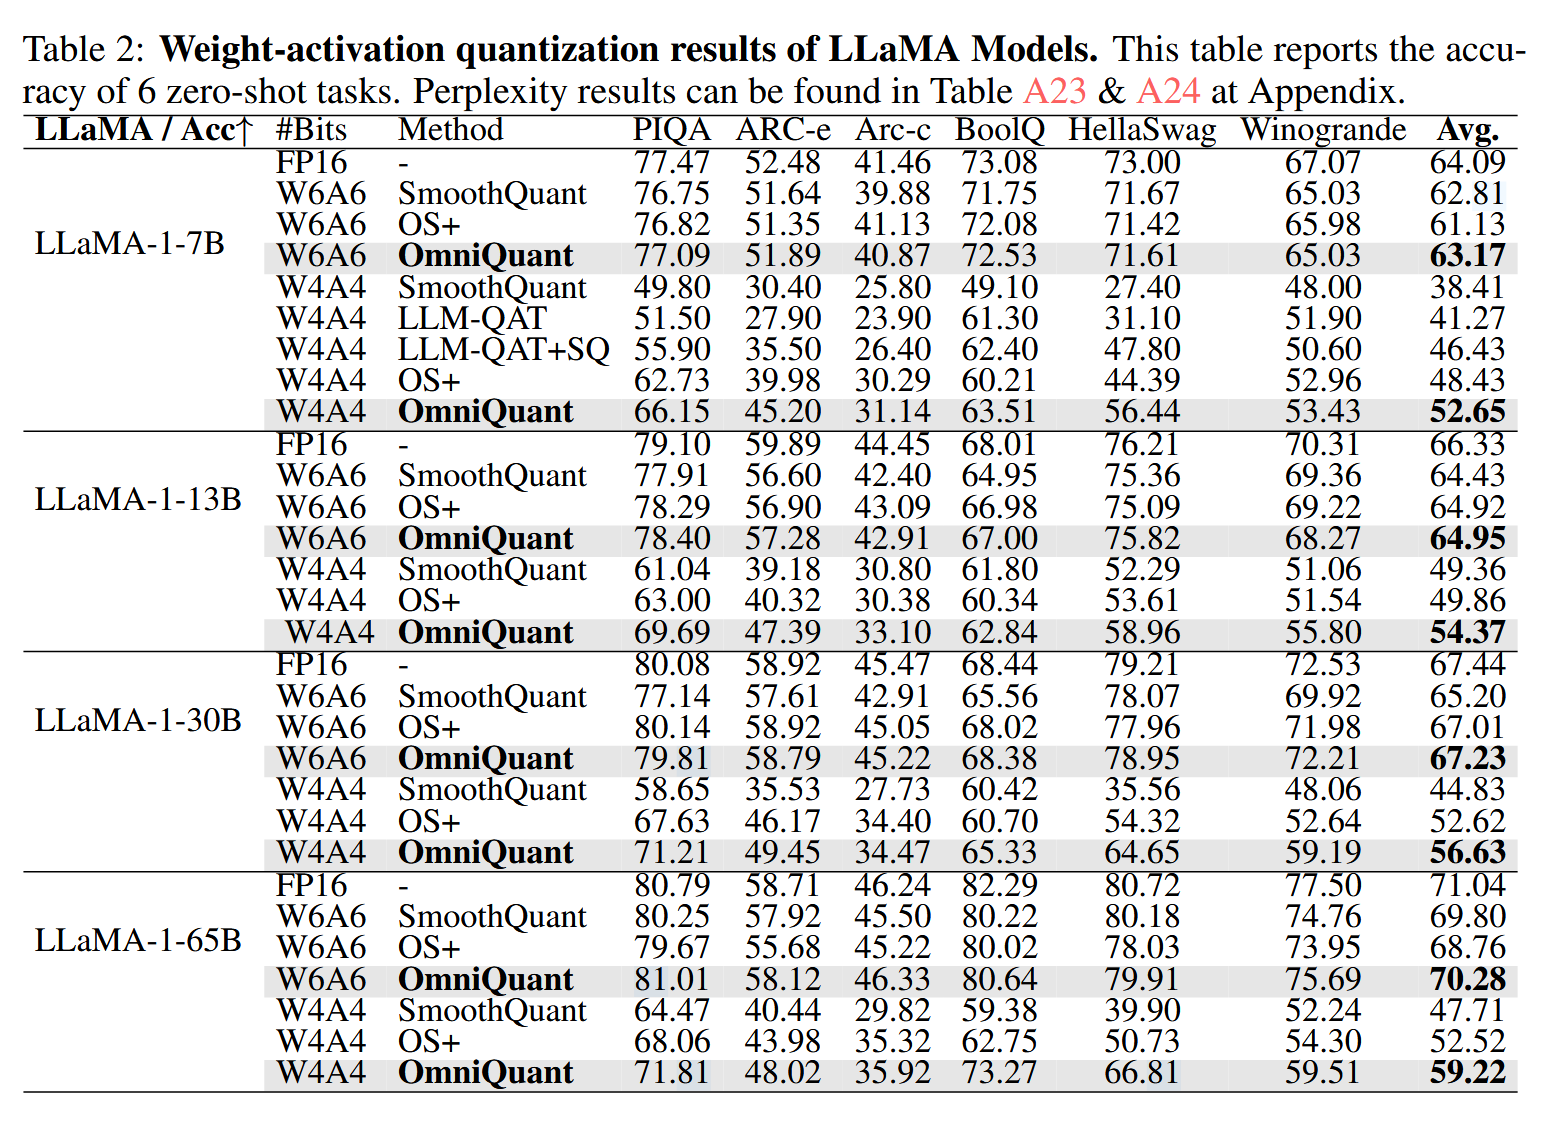 Table 2: Weight-activation quantization results of LLaMA Models. This table reports the accu-
racy of 6 zero-shot tasks. Perplexity results can be found in Table A23 & A24 at Appendix.
LLaMA / Acc↑ #Bits Method PIQA ARC-e Arc-c BoolQ HellaSwag Winogrande Avg.
LLaMA-1-7B
FP16 - 77.47 52.48 41.46 73.08 73.00 67.07 64.09
W6A6 SmoothQuant 76.75 51.64 39.88 71.75 71.67 65.03 62.81
W6A6 OS+ 76.82 51.35 41.13 72.08 71.42 65.98 61.13
W6A6 OmniQuant 77.09 51.89 40.87 72.53 71.61 65.03 63.17
W4A4 SmoothQuant 49.80 30.40 25.80 49.10 27.40 48.00 38.41
W4A4 LLM-QAT 51.50 27.90 23.90 61.30 31.10 51.90 41.27
W4A4 LLM-QAT+SQ 55.90 35.50 26.40 62.40 47.80 50.60 46.43
W4A4 OS+ 62.73 39.98 30.29 60.21 44.39 52.96 48.43
W4A4 OmniQuant 66.15 45.20 31.14 63.51 56.44 53.43 52.65
LLaMA-1-13B
FP16 - 79.10 59.89 44.45 68.01 76.21 70.31 66.33
W6A6 SmoothQuant 77.91 56.60 42.40 64.95 75.36 69.36 64.43
W6A6 OS+ 78.29 56.90 43.09 66.98 75.09 69.22 64.92
W6A6 OmniQuant 78.40 57.28 42.91 67.00 75.82 68.27 64.95
W4A4 SmoothQuant 61.04 39.18 30.80 61.80 52.29 51.06 49.36
W4A4 OS+ 63.00 40.32 30.38 60.34 53.61 51.54 49.86
W4A4 OmniQuant 69.69 47.39 33.10 62.84 58.96 55.80 54.37
LLaMA-1-30B
FP16 - 80.08 58.92 45.47 68.44 79.21 72.53 67.44
W6A6 SmoothQuant 77.14 57.61 42.91 65.56 78.07 69.92 65.20
W6A6 OS+ 80.14 58.92 45.05 68.02 77.96 71.98 67.01
W6A6 OmniQuant 79.81 58.79 45.22 68.38 78.95 72.21 67.23
W4A4 SmoothQuant 58.65 35.53 27.73 60.42 35.56 48.06 44.83
W4A4 OS+ 67.63 46.17 34.40 60.70 54.32 52.64 52.62
W4A4 OmniQuant 71.21 49.45 34.47 65.33 64.65 59.19 56.63
LLaMA-1-65B
FP16 - 80.79 58.71 46.24 82.29 80.72 77.50 71.04
W6A6 SmoothQuant 80.25 57.92 45.50 80.22 80.18 74.76 69.80
W6A6 OS+ 79.67 55.68 45.22 80.02 78.03 73.95 68.76
W6A6 OmniQuant 81.01 58.12 46.33 80.64 79.91 75.69 70.28
W4A4 SmoothQuant 64.47 40.44 29.82 59.38 39.90 52.24 47.71
W4A4 OS+ 68.06 43.98 35.32 62.75 50.73 54.30 52.52
W4A4 OmniQuant 71.81 48.02 35.92 73.27 66.81 59.51 59.22